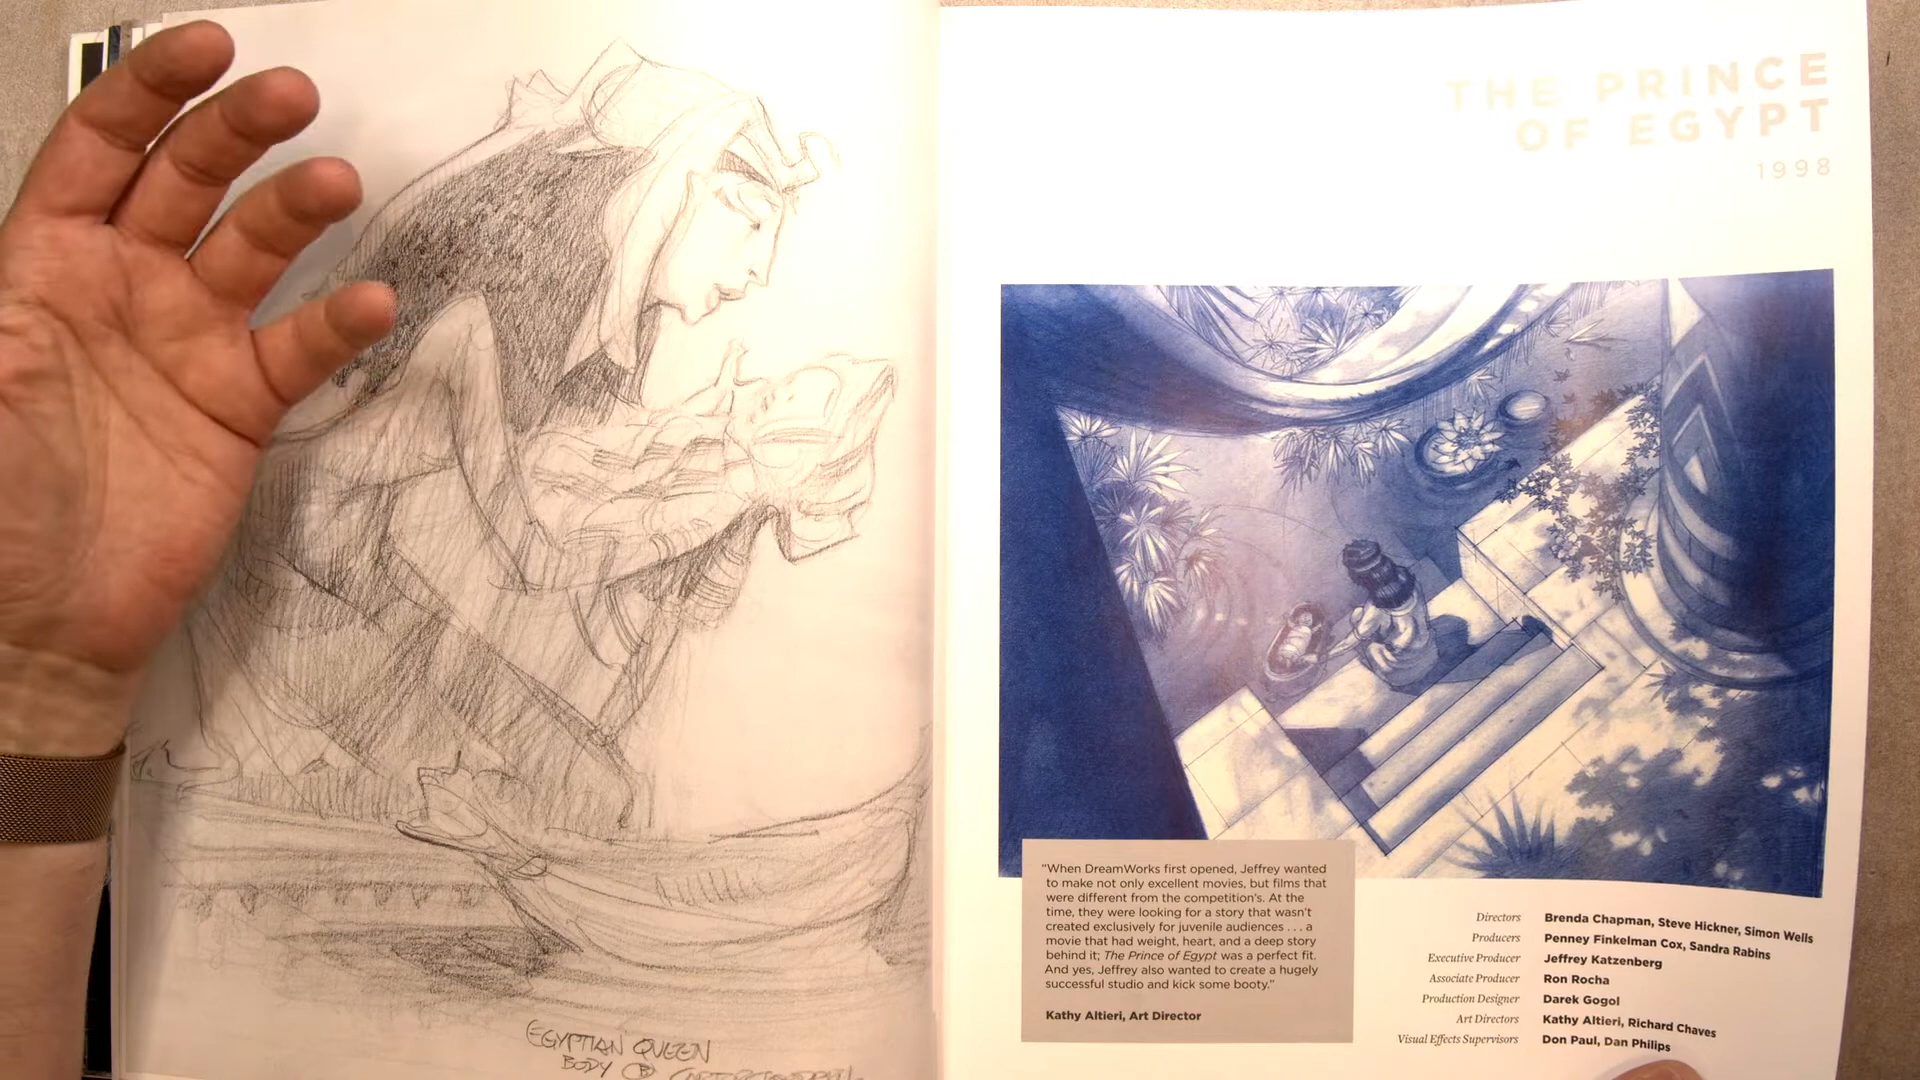 EGYPTIAN QUEEN
BODY B
THE PRINCE
OF EGYPT
1998
“When DreamWorks first opened, Jeffrey wanted
to make not only excellent movies, but films that
were different from the competition’s. At the
time, they were looking for a story that wasn’t
created exclusively for juvenile audiences . . . a
movie that had weight, heart, and a deep story
behind it; The Prince of Egypt was a perfect fit.
And yes, Jeffrey also wanted to create a hugely
successful studio and kick some booty.”
Kathy Altieri, Art Director
Directors Brenda Chapman, Steve Hickner, Simon Wells
Producers Penney Finkelman Cox, Sandra Rabins
Executive Producer Jeffrey Katzenberg
Associate Producer Ron Rocha
Production Designer Darek Gogol
Art Directors Kathy Altieri, Richard Chaves
Visual Effects Supervisors Don Paul, Dan Philips